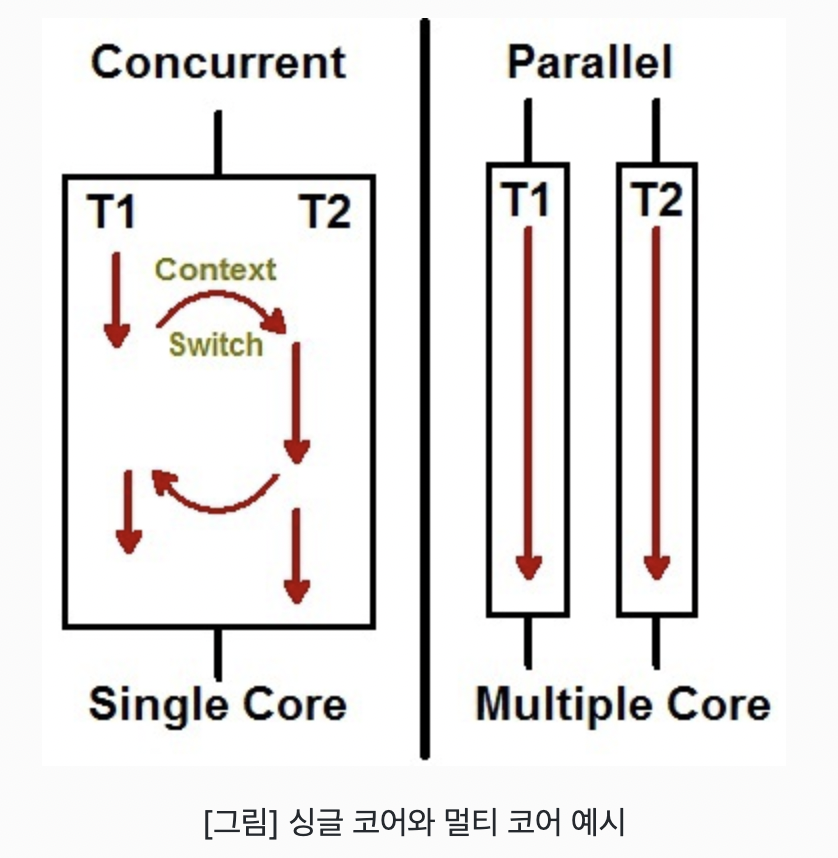 Concurrent
T1 T2
Context
Switch
Single Core
Parallel
T1 T2
Multiple Core
[그림] 싱글 코어와 멀티 코어 예시